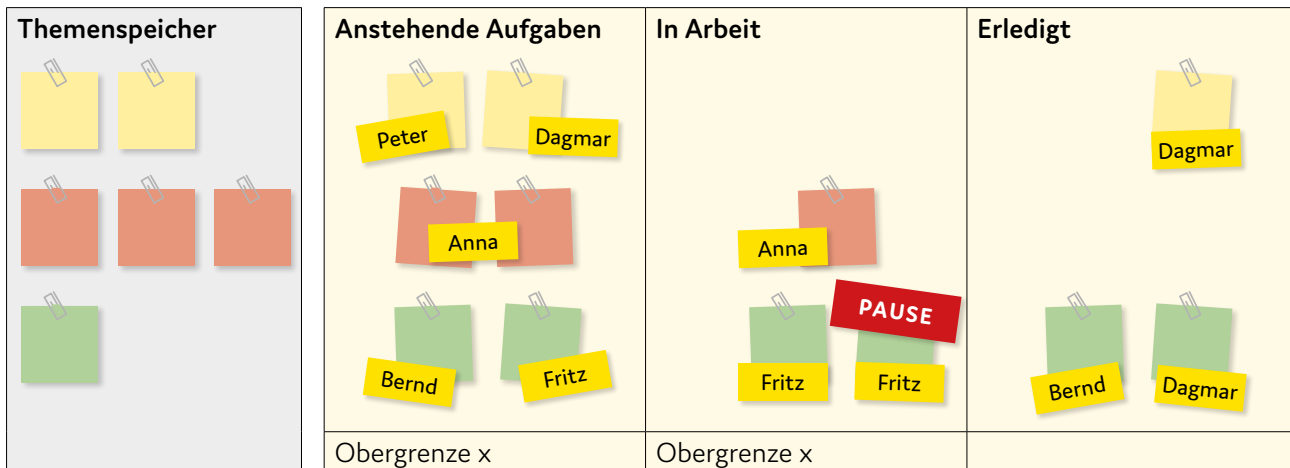 Themenspeicher
Anstehende Aufgaben
In Arbeit
Erledigt
Peter
Dagmar
Dagmar
Anna
Anna
PAUSE
Bernd
Fritz
Fritz
Fritz
Bernd
Dagmar
Obergrenze x
Obergrenze x